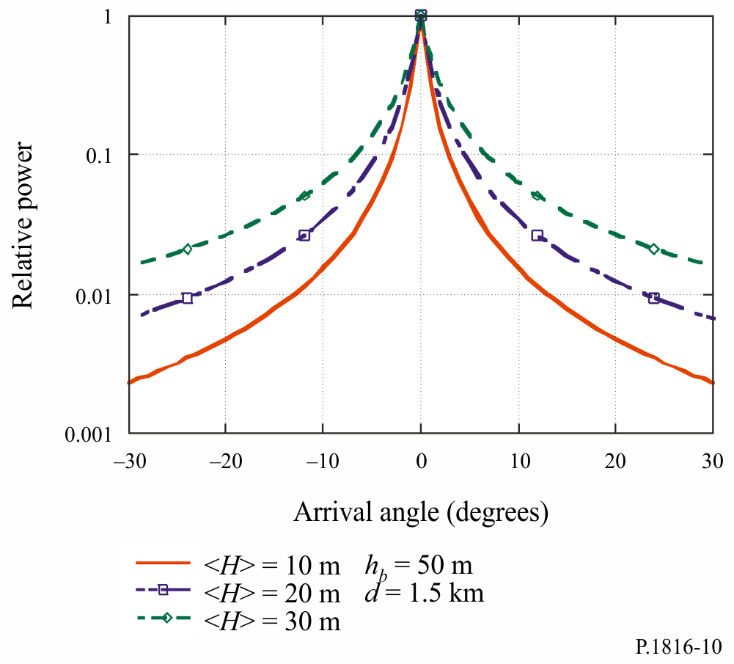 1
0.1
0.01
0.001
Relative power
–30 –20 –10 0 10 20 30
Arrival angle (degrees)
<H> = 10 m h_b = 50 m
<H> = 20 m d = 1.5 km
<H> = 30 m
P.1816-10